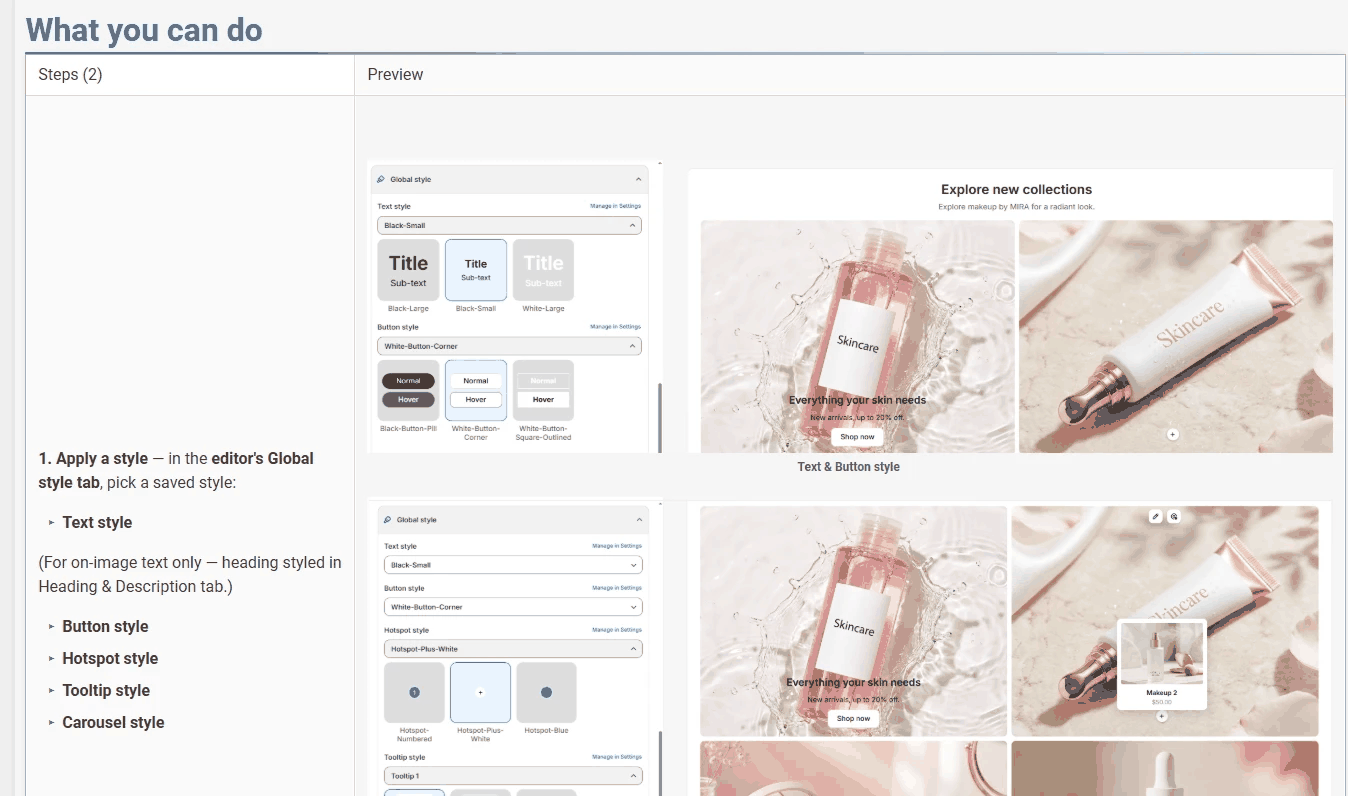 What you can do
Steps (2)
Preview
1. Apply a style — in the editor's Global
style tab, pick a saved style:
▸ Text style
(For on-image text only — heading styled in
Heading & Description tab.)
▸ Button style
▸ Hotspot style
▸ Tooltip style
▸ Carousel style
Global style
Text style
Manage in Settings
Black-Small
Title
Sub-text
Title
Sub-text
Title
Sub-text
Black-Large
Black-Small
White-Large
Button style
Manage in Settings
White-Button-Corner
Normal
Hover
Normal
Hover
Normal
Hover
Black-Button-Pill
White-Button-
Corner
White-Button-
Square-Outlined
Explore new collections
Explore makeup by MIRA for a radiant look.
Skincare
Everything your skin needs
New arrivals, up to 20% off.
Shop now
Skincare
Text & Button style
Global style
Text style
Manage in Settings
Black-Small
Button style
Manage in Settings
White-Button-Corner
Hotspot style
Manage in Settings
Hotspot-Plus-White
1
Hotspot-
Numbered
Hotspot-Plus-
White
Hotspot-Blue
Tooltip style
Manage in Settings
Tooltip 1
Skincare
Everything your skin needs
New arrivals, up to 20% off.
Shop now
Skincare
Makeup 2
$50.00